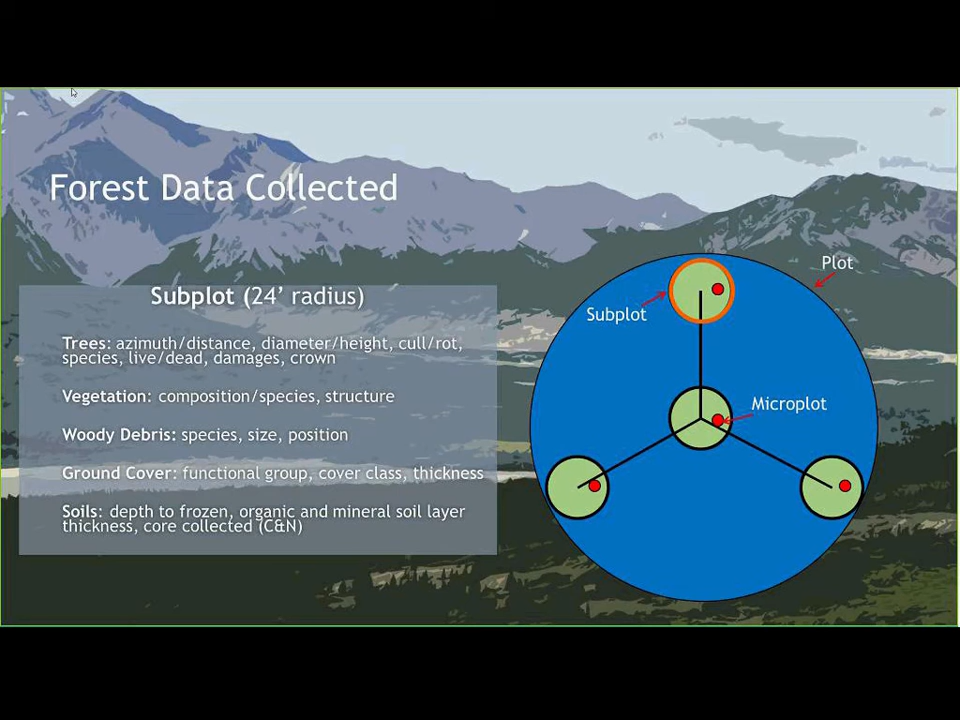 Forest Data Collected
Subplot (24’ radius)
Trees: azimuth/distance, diameter/height, cull/rot,
species, live/dead, damages, crown
Vegetation: composition/species, structure
Woody Debris: species, size, position
Ground Cover: functional group, cover class, thickness
Soils: depth to frozen, organic and mineral soil layer
thickness, core collected (C&N)
Plot
Subplot
Microplot